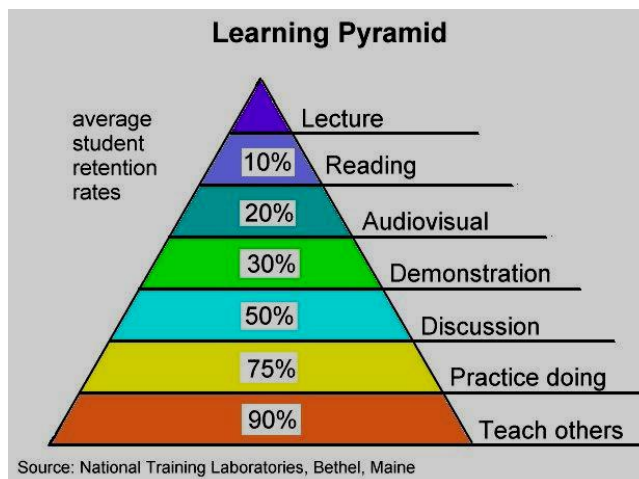 Learning Pyramid
average
student
retention
rates
Lecture
10% Reading
20% Audiovisual
30% Demonstration
50% Discussion
75% Practice doing
90% Teach others
Source: National Training Laboratories, Bethel, Maine